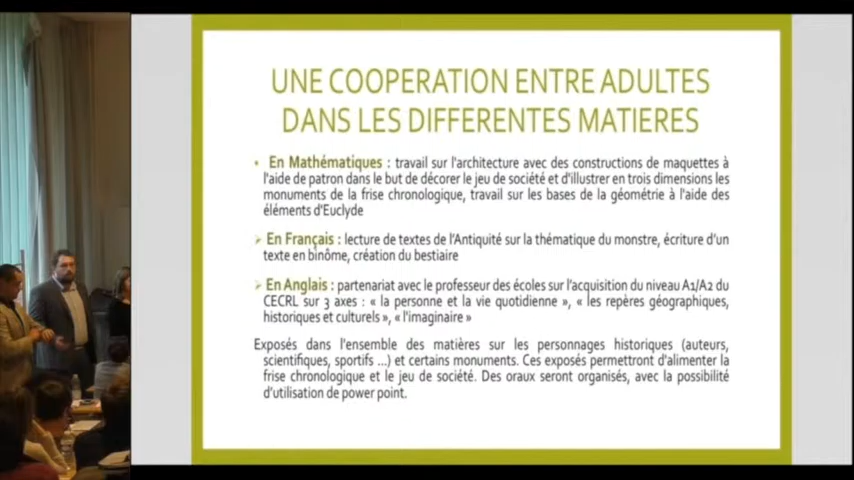 UNE COOPERATION ENTRE ADULTES
DANS LES DIFFERENTES MATIERES
• En Mathématiques : travail sur l'architecture avec des constructions de maquettes à
l'aide de patron dans le but de décorer le jeu de société et d'illustrer en trois dimensions les
monuments de la frise chronologique, travail sur les bases de la géométrie à l'aide des
éléments d'Euclyde
➢ En Français : lecture de textes de l'Antiquité sur la thématique du monstre, écriture d'un
texte en binôme, création du bestiaire
➢ En Anglais : partenariat avec le professeur des écoles sur l'acquisition du niveau A1/A2 du
CECRL sur 3 axes : « la personne et la vie quotidienne », « les repères géographiques,
historiques et culturels », « l'imaginaire »
Exposés dans l'ensemble des matières sur les personnages historiques (auteurs,
scientifiques, sportifs ...) et certains monuments. Ces exposés permettront d'alimenter la
frise chronologique et le jeu de société. Des oraux seront organisés, avec la possibilité
d'utilisation de power point.